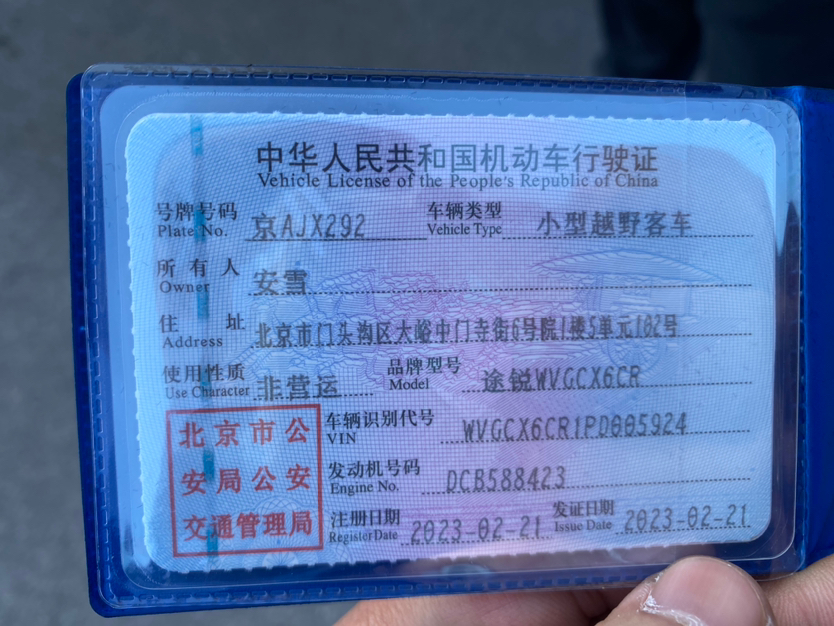 中华人民共和国机动车行驶证
Vehicle License of the People's Republic of China
号牌号码 京AJX292 车辆类型 小型越野客车
Plate No. Vehicle Type
所有人 安雪
Owner
住址 北京市门头沟区大峪中门寺街6号院1楼5单元102号
Address
使用性质 非营运 品牌型号 途锐WVGCX6CR
Use Character Model
北京市公
安局公安
交通管理局
车辆识别代号 WVGCX6CR1PD005924
VIN
发动机号码 DCB588423
Engine No.
注册日期 2023-02-21 发证日期 2023-02-21
Register Date Issue Date